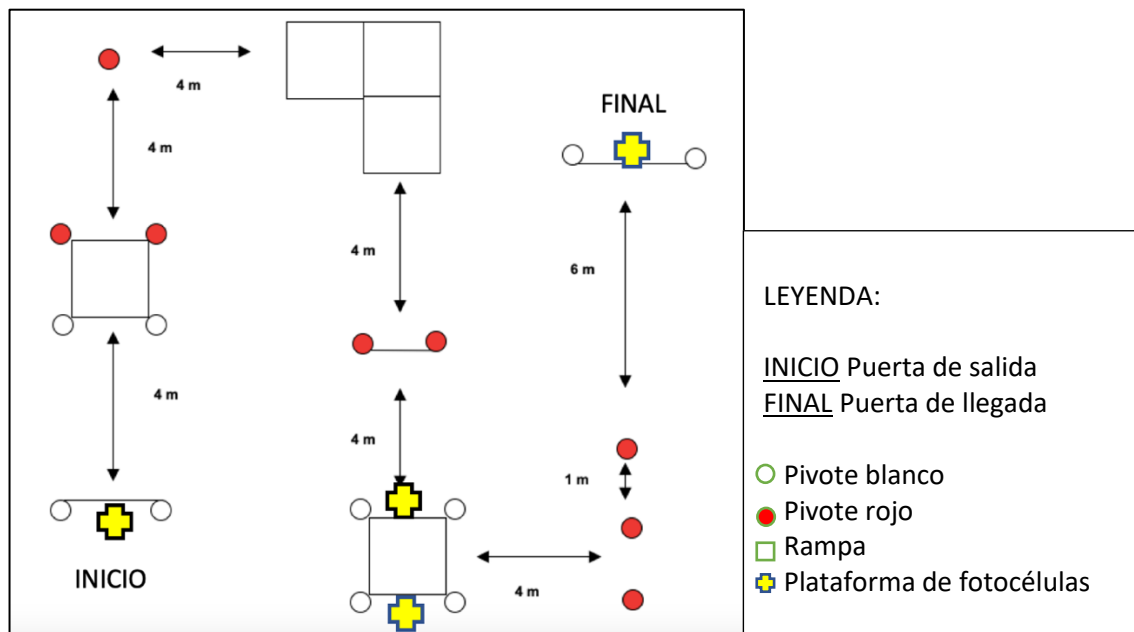 4 m
FINAL
4 m
4 m
6 m
4 m
4 m
1 m
INICIO
4 m
LEYENDA:
INICIO Puerta de salida
FINAL Puerta de llegada
Pivote blanco
Pivote rojo
Rampa
Plataforma de fotocélulas